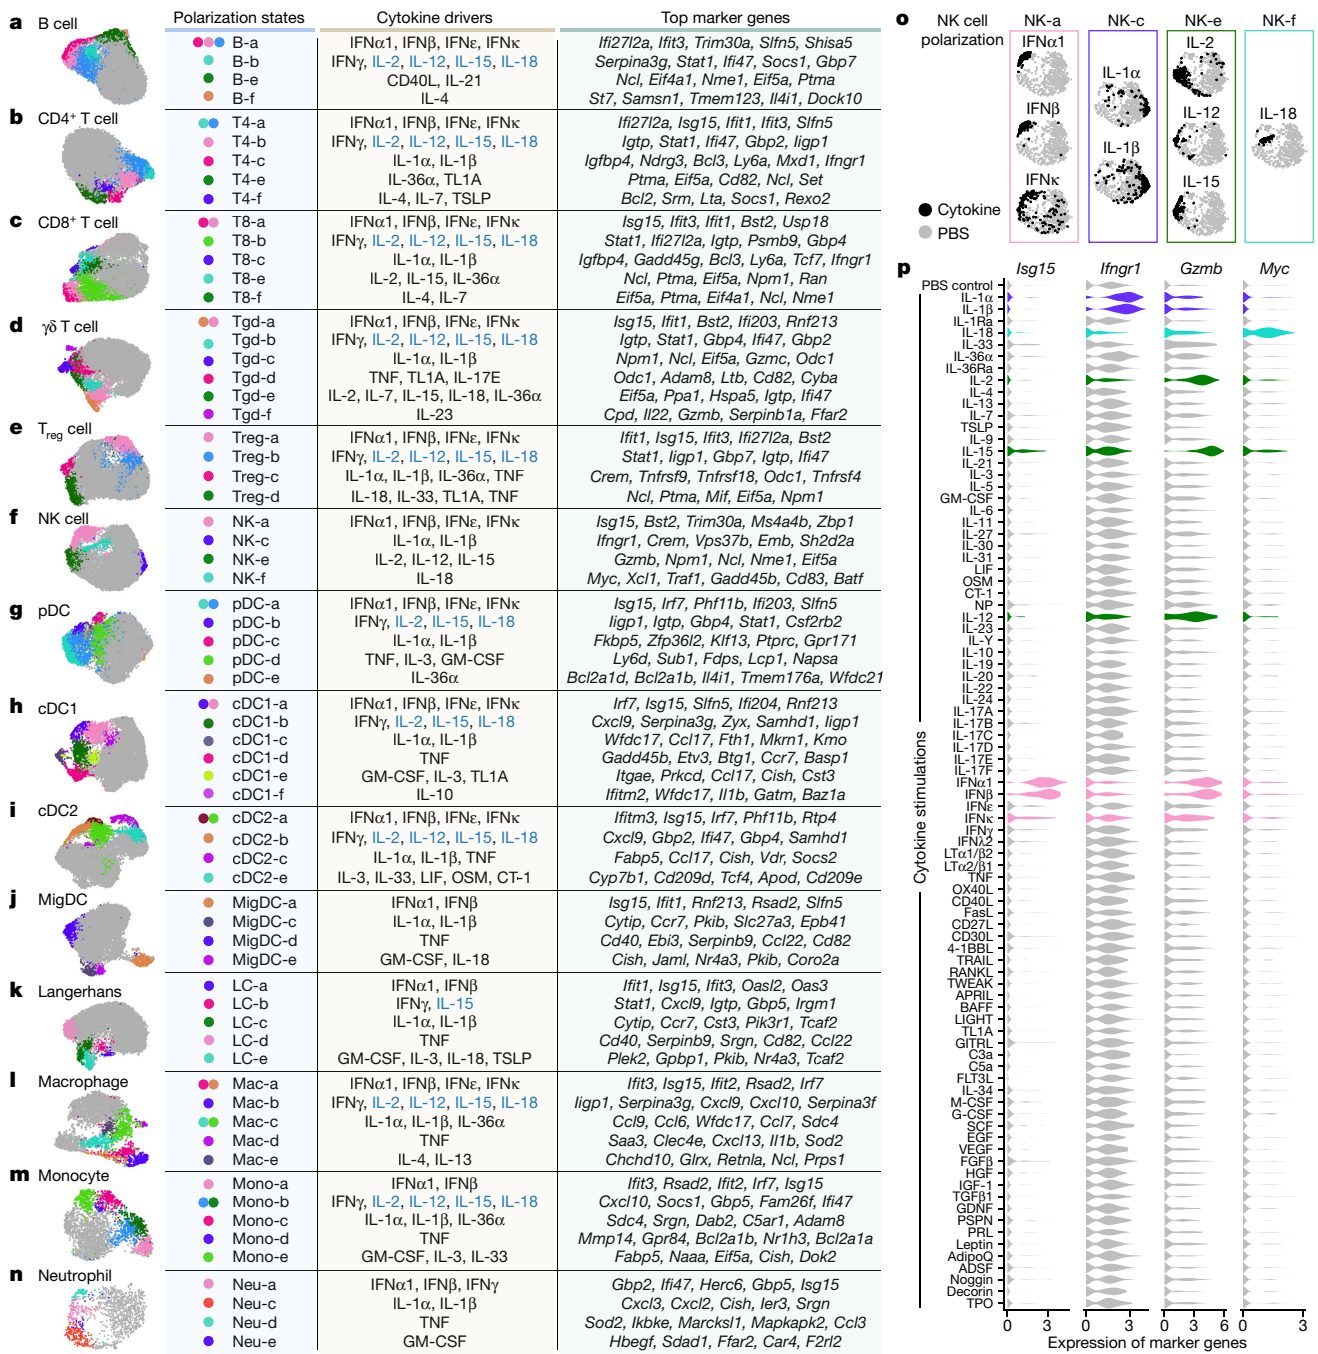 Polarization states Cytokine drivers Top marker genes
a B cell
B-a IFNα1, IFNβ, IFNε, IFNκ Ifi27l2a, Ifit3, Trim30a, Slfn5, Shisa5
B-b IFNγ, IL-2, IL-12, IL-15, IL-18 Serpina3g, Stat1, Ifi47, Socs1, Gbp7
B-e CD40L, IL-21 Ncl, Eif4a1, Nme1, Eif5a, Ptma
B-f IL-4 St7, Samsn1, Tmem123, Il4i1, Dock10
b CD4+ T cell
T4-a IFNα1, IFNβ, IFNε, IFNκ Ifi27l2a, Isg15, Ifit1, Ifit3, Slfn5
T4-b IFNγ, IL-2, IL-12, IL-15, IL-18 Igtp, Stat1, Ifi47, Gbp2, Iigp1
T4-c IL-1α, IL-1β Igfbp4, Ndrg3, Bcl3, Ly6a, Mxd1, Ifngr1
T4-e IL-36α, TL1A Ptma, Eif5a, Cd82, Ncl, Set
T4-f IL-4, IL-7, TSLP Bcl2, Srm, Lta, Socs1, Rexo2
c CD8+ T cell
T8-a IFNα1, IFNβ, IFNε, IFNκ Isg15, Ifit3, Ifit1, Bst2, Usp18
T8-b IFNγ, IL-2, IL-12, IL-15, IL-18 Stat1, Ifi27l2a, Igtp, Psmb9, Gbp4
T8-c IL-1α, IL-1β Igfbp4, Gadd45g, Bcl3, Ly6a, Tcf7, Ifngr1
T8-e IL-2, IL-15, IL-36α Ncl, Ptma, Eif5a, Npm1, Ran
T8-f IL-4, IL-7 Eif5a, Ptma, Eif4a1, Ncl, Nme1
d γδ T cell
Tgd-a IFNα1, IFNβ, IFNε, IFNκ Isg15, Ifit1, Bst2, Ifi203, Rnf213
Tgd-b IFNγ, IL-2, IL-12, IL-15, IL-18 Igtp, Stat1, Gbp4, Ifi47, Gbp2
Tgd-c IL-1α, IL-1β Npm1, Ncl, Eif5a, Gzmc, Odc1
Tgd-d TNF, TL1A, IL-17E Odc1, Adam8, Ltb, Cd82, Cyba
Tgd-e IL-2, IL-7, IL-15, IL-18, IL-36α Eif5a, Ppa1, Hspa5, Igtp, Ifi47
Tgd-f IL-23 Cpd, Il22, Gzmb, Serpinb1a, Ffar2
e Treg cell
Treg-a IFNα1, IFNβ, IFNε, IFNκ Ifit1, Isg15, Ifit3, Ifi27l2a, Bst2
Treg-b IFNγ, IL-2, IL-12, IL-15, IL-18 Stat1, Iigp1, Gbp7, Igtp, Ifi47
Treg-c IL-1α, IL-1β, IL-36α, TNF Crem, Tnfrsf9, Tnfrsf18, Odc1, Tnfrsf4
Treg-d IL-18, IL-33, TL1A, TNF Ncl, Ptma, Mif, Eif5a, Npm1
f NK cell
NK-a IFNα1, IFNβ, IFNε, IFNκ Isg15, Bst2, Trim30a, Ms4a4b, Zbp1
NK-c IL-1α, IL-1β Ifngr1, Crem, Vps37b, Emb, Sh2d2a
NK-e IL-2, IL-12, IL-15 Gzmb, Npm1, Ncl, Nme1, Eif5a
NK-f IL-18 Myc, Xcl1, Traf1, Gadd45b, Cd83, Batf
g pDC
pDC-a IFNα1, IFNβ, IFNε, IFNκ Isg15, Irf7, Phf11b, Ifi203, Slfn5
pDC-b IFNγ, IL-2, IL-15, IL-18 Iigp1, Igtp, Gbp4, Stat1, Csf2rb2
pDC-c IL-1α, IL-1β Fkbp5, Zfp36l2, Klf13, Ptprc, Gpr171
pDC-d TNF, IL-3, GM-CSF Ly6d, Sub1, Fdps, Lcp1, Napsa
pDC-e IL-36α Bcl2a1d, Bcl2a1b, Il4i1, Tmem176a, Wfdc21
h cDC1
cDC1-a IFNα1, IFNβ, IFNε, IFNκ Irf7, Isg15, Slfn5, Ifi204, Rnf213
cDC1-b IFNγ, IL-2, IL-15, IL-18 Cxcl9, Serpina3g, Zyx, Samhd1, Iigp1
cDC1-c IL-1α, IL-1β Wfdc17, Ccl17, Fth1, Mkrn1, Kmo
cDC1-d TNF Gadd45b, Etv3, Btg1, Ccr7, Basp1
cDC1-e GM-CSF, IL-3, TL1A Itgae, Prkcd, Ccl17, Cish, Cst3
cDC1-f IL-10 Ifitm2, Wfdc17, Il1b, Gatm, Baz1a
i cDC2
cDC2-a IFNα1, IFNβ, IFNε, IFNκ Ifitm3, Isg15, Irf7, Phf11b, Rtp4
cDC2-b IFNγ, IL-2, IL-12, IL-15, IL-18 Cxcl9, Gbp2, Ifi47, Gbp4, Samhd1
cDC2-c IL-1α, IL-1β, TNF Fabp5, Ccl17, Cish, Vdr, Socs2
cDC2-e IL-3, IL-33, LIF, OSM, CT-1 Cyp7b1, Cd209d, Tcf4, Apod, Cd209e
j MigDC
MigDC-a IFNα1, IFNβ Isg15, Ifit1, Rnf213, Rsad2, Slfn5
MigDC-c IL-1α, IL-1β Cytip, Ccr7, Pkib, Slc27a3, Epb41
MigDC-d TNF Cd40, Ebi3, Serpinb9, Ccl22, Cd82
MigDC-e GM-CSF, IL-18 Cish, Jaml, Nr4a3, Pkib, Coro2a
k Langerhans
LC-a IFNα1, IFNβ Ifit1, Isg15, Ifit3, Oasl2, Oas3
LC-b IFNγ, IL-15 Stat1, Cxcl9, Igtp, Gbp5, Irgm1
LC-c IL-1α, IL-1β Cytip, Ccr7, Cst3, Pik3r1, Tcaf2
LC-d TNF Cd40, Serpinb9, Srgn, Cd82, Ccl22
LC-e GM-CSF, IL-3, IL-18, TSLP Plek2, Gpbp1, Pkib, Nr4a3, Tcaf2
l Macrophage
Mac-a IFNα1, IFNβ, IFNε, IFNκ Ifit3, Isg15, Ifit2, Rsad2, Irf7
Mac-b IFNγ, IL-2, IL-12, IL-15, IL-18 Iigp1, Serpina3g, Cxcl9, Cxcl10, Serpina3f
Mac-c IL-1α, IL-1β, IL-36α Ccl9, Ccl6, Wfdc17, Ccl7, Sdc4
Mac-d TNF Saa3, Clec4e, Cxcl13, Il1b, Sod2
Mac-e IL-4, IL-13 Chchd10, Glrx, Retnla, Ncl, Prps1
m Monocyte
Mono-a IFNα1, IFNβ Ifit3, Rsad2, Ifit2, Irf7, Isg15
Mono-b IFNγ, IL-2, IL-12, IL-15, IL-18 Cxcl10, Socs1, Gbp5, Fam26f, Ifi47
Mono-c IL-1α, IL-1β, IL-36α Sdc4, Srgn, Dab2, C5ar1, Adam8
Mono-d TNF Mmp14, Gpr84, Bcl2a1b, Nr1h3, Bcl2a1a
Mono-e GM-CSF, IL-3, IL-33 Fabp5, Naaa, Eif5a, Cish, Dok2
n Neutrophil
Neu-a IFNα1, IFNβ, IFNγ Gbp2, Ifi47, Herc6, Gbp5, Isg15
Neu-c IL-1α, IL-1β Cxcl3, Cxcl2, Cish, Ier3, Srgn
Neu-d TNF Sod2, Ikbke, Marcksl1, Mapkapk2, Ccl3
Neu-e GM-CSF Hbegf, Sdad1, Ffar2, Car4, F2rl2
o NK cell polarization
NK-a NK-c NK-e NK-f
IFNα1
IFNβ
IFNκ
IL-1α
IL-1β
IL-2
IL-12
IL-15
IL-18
Cytokine
PBS
p Isg15 Ifngr1 Gzmb Myc
Cytokine stimulations
PBS control
IL-1α
IL-1β
IL-1Ra
IL-18
IL-33
IL-36α
IL-36Ra
IL-2
IL-4
IL-13
IL-7
TSLP
IL-9
IL-15
IL-21
IL-3
IL-5
GM-CSF
IL-6
IL-11
IL-27
IL-30
IL-31
LIF
OSM
CT-1
NP
IL-12
IL-23
IL-Y
IL-10
IL-19
IL-20
IL-22
IL-24
IL-17A
IL-17B
IL-17C
IL-17D
IL-17E
IL-17F
IFNα1
IFNβ
IFNε
IFNκ
IFNγ
IFNλ2
LTα1/β2
LTα2/β1
TNF
OX40L
CD40L
FasL
CD27L
CD30L
4-1BBL
TRAIL
RANKL
TWEAK
APRIL
BAFF
LIGHT
TL1A
GITRL
C3a
C5a
FLT3L
IL-34
M-CSF
G-CSF
SCF
EGF
VEGF
FGFβ
HGF
IGF-1
TGFβ1
GDNF
PSPN
PRL
Leptin
AdipoQ
ADSF
Noggin
Decorin
TPO
0 3 0 3 0 3 6 0 3
Expression of marker genes